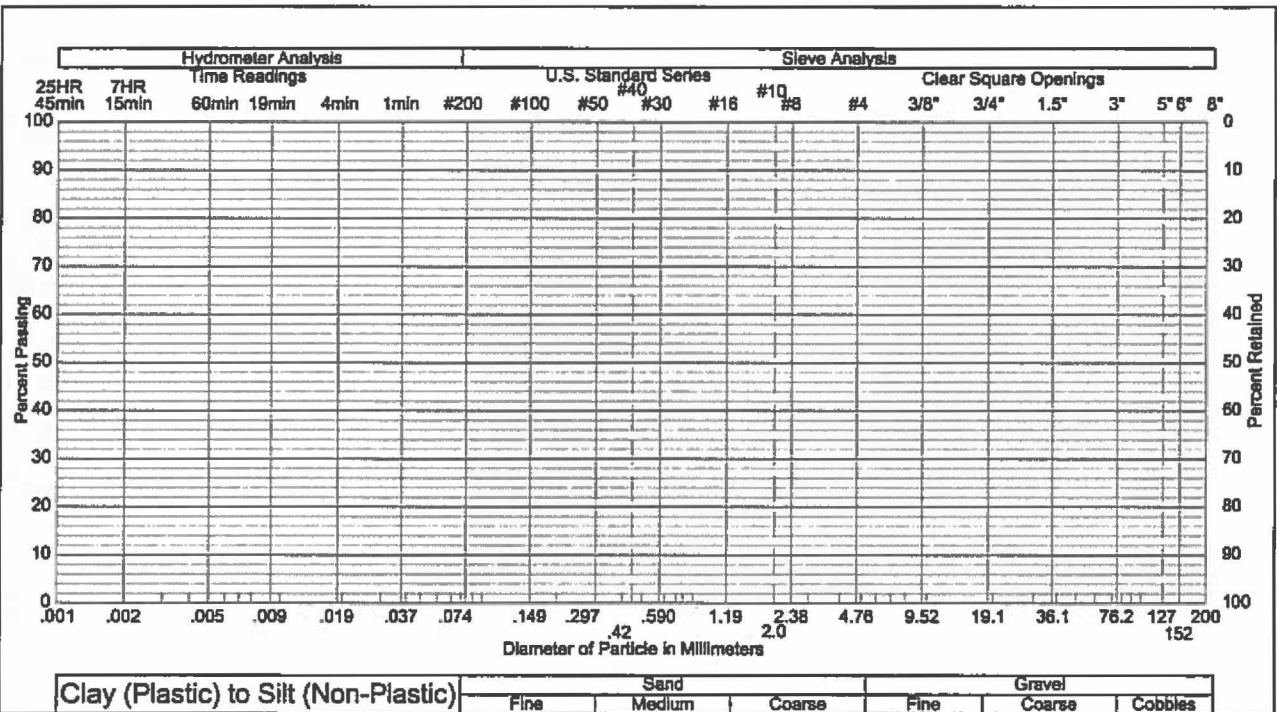 Hydrometer Analysis Sieve Analysis
Time Readings U.S. Standard Series Clear Square Openings
25HR 7HR #40 #10
45min 15min 60min 19min 4min 1min #200 #100 #50 #30 #16 #8 #4 3/8" 3/4" 1.5" 3" 5" 6" 8"
100 0
90 10
80 20
70 30
60 40
50 50
40 60
30 70
20 80
10 90
0 100
Percent Passing
Percent Retained
.001 .002 .005 .009 .019 .037 .074 .149 .297 .590 1.19 2.38 4.76 9.52 19.1 36.1 76.2 127 200
.42 2.0 152
Diameter of Particle in Millimeters
Clay (Plastic) to Silt (Non-Plastic) Sand Gravel
Fine Medium Coarse Fine Coarse Cobbles